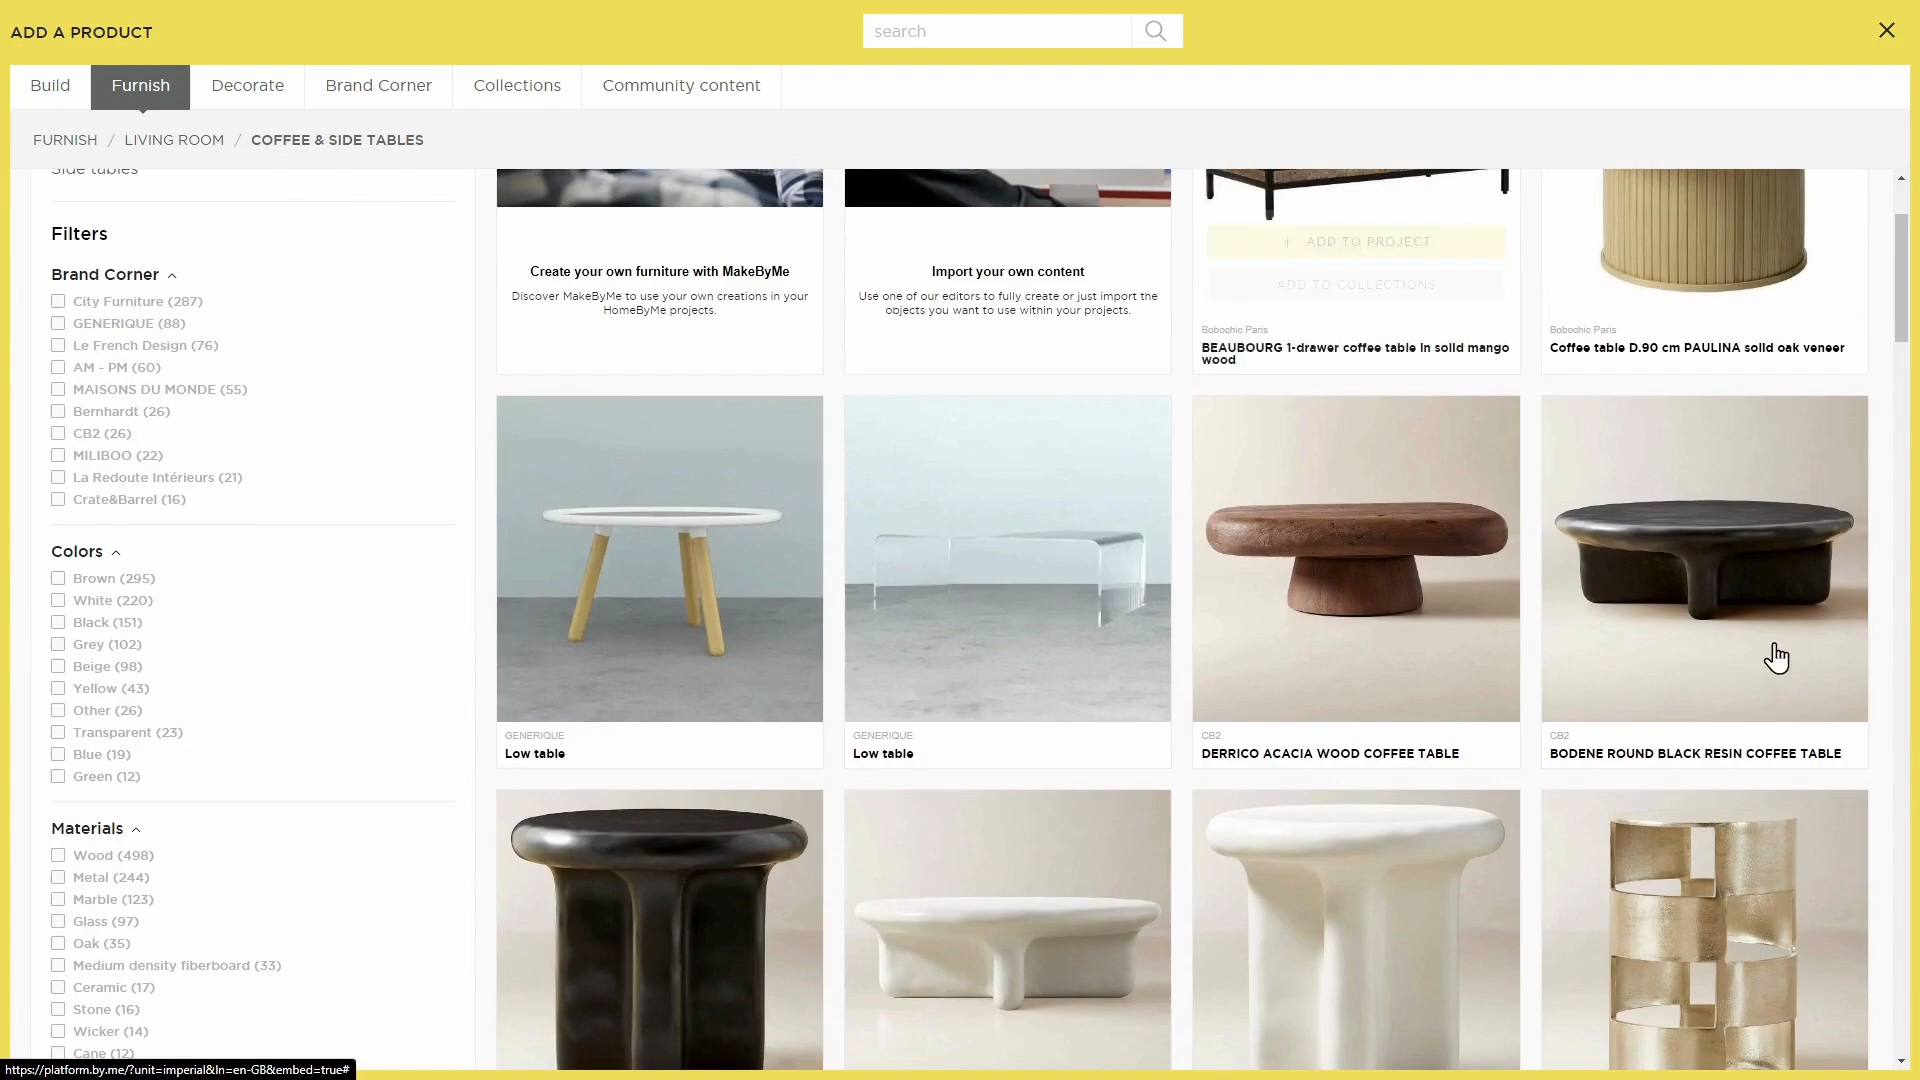 ADD A PRODUCT
search
Build
Furnish
Decorate
Brand Corner
Collections
Community content
FURNISH / LIVING ROOM / COFFEE & SIDE TABLES
Side tables
Filters
Brand Corner
City Furniture (287)
GENERIQUE (88)
Le French Design (76)
AM - PM (60)
MAISONS DU MONDE (55)
Bernhardt (26)
CB2 (26)
MILIBOO (22)
La Redoute Intérieurs (21)
Crate&Barrel (16)
Colors
Brown (295)
White (220)
Black (151)
Grey (102)
Beige (98)
Yellow (43)
Other (26)
Transparent (23)
Blue (19)
Green (12)
Materials
Wood (498)
Metal (244)
Marble (123)
Glass (97)
Oak (35)
Medium density fiberboard (33)
Ceramic (17)
Stone (16)
Wicker (14)
Cane (12)
Create your own furniture with MakeByMe
Discover MakeByMe to use your own creations in your
HomeByMe projects.
Import your own content
Use one of our editors to fully create or just import the
objects you want to use within your projects.
+ ADD TO PROJECT
ADD TO COLLECTIONS
Bobochic Paris
BEAUBOURG 1-drawer coffee table in solid mango
wood
Bobochic Paris
Coffee table D.90 cm PAULINA solid oak veneer
GENERIQUE
Low table
GENERIQUE
Low table
CB2
DERRICO ACACIA WOOD COFFEE TABLE
CB2
BODENE ROUND BLACK RESIN COFFEE TABLE
https://platform.by.me/?unit=imperial&ln=en-GB&embed=true#